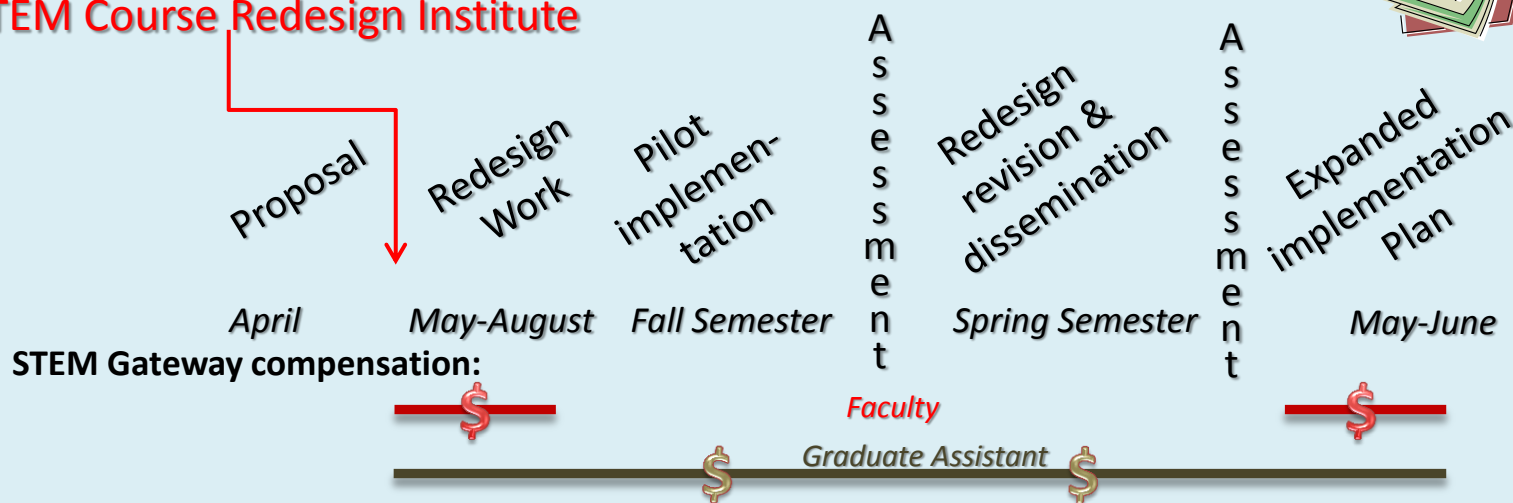 TEM Course Redesign Institute
Proposal
Redesign
Work
Pilot
implemen-
tation
Assessment
Redesign
revision &
dissemination
Assessment
Expanded
implementation
Plan
April
May-August
Fall Semester
Spring Semester
May-June
STEM Gateway compensation:
$
Faculty
$
Graduate Assistant
$
$